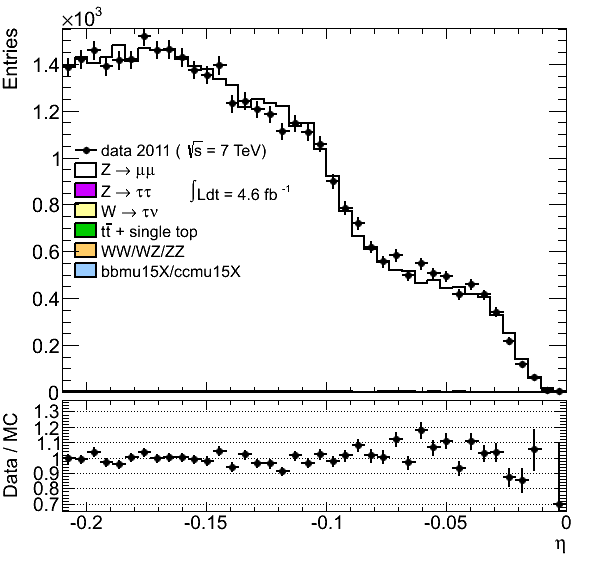 ×10³
Entries
1.4
1.2
1
0.8
0.6
0.4
0.2
0
data 2011 ( √s = 7 TeV)
Z → μμ
Z → ττ
∫Ldt = 4.6 fb⁻¹
W → τν
tt̄ + single top
WW/WZ/ZZ
bbmu15X/ccmu15X
Data / MC
1.3
1.2
1.1
1
0.9
0.8
0.7
-0.2 -0.15 -0.1 -0.05 0
η